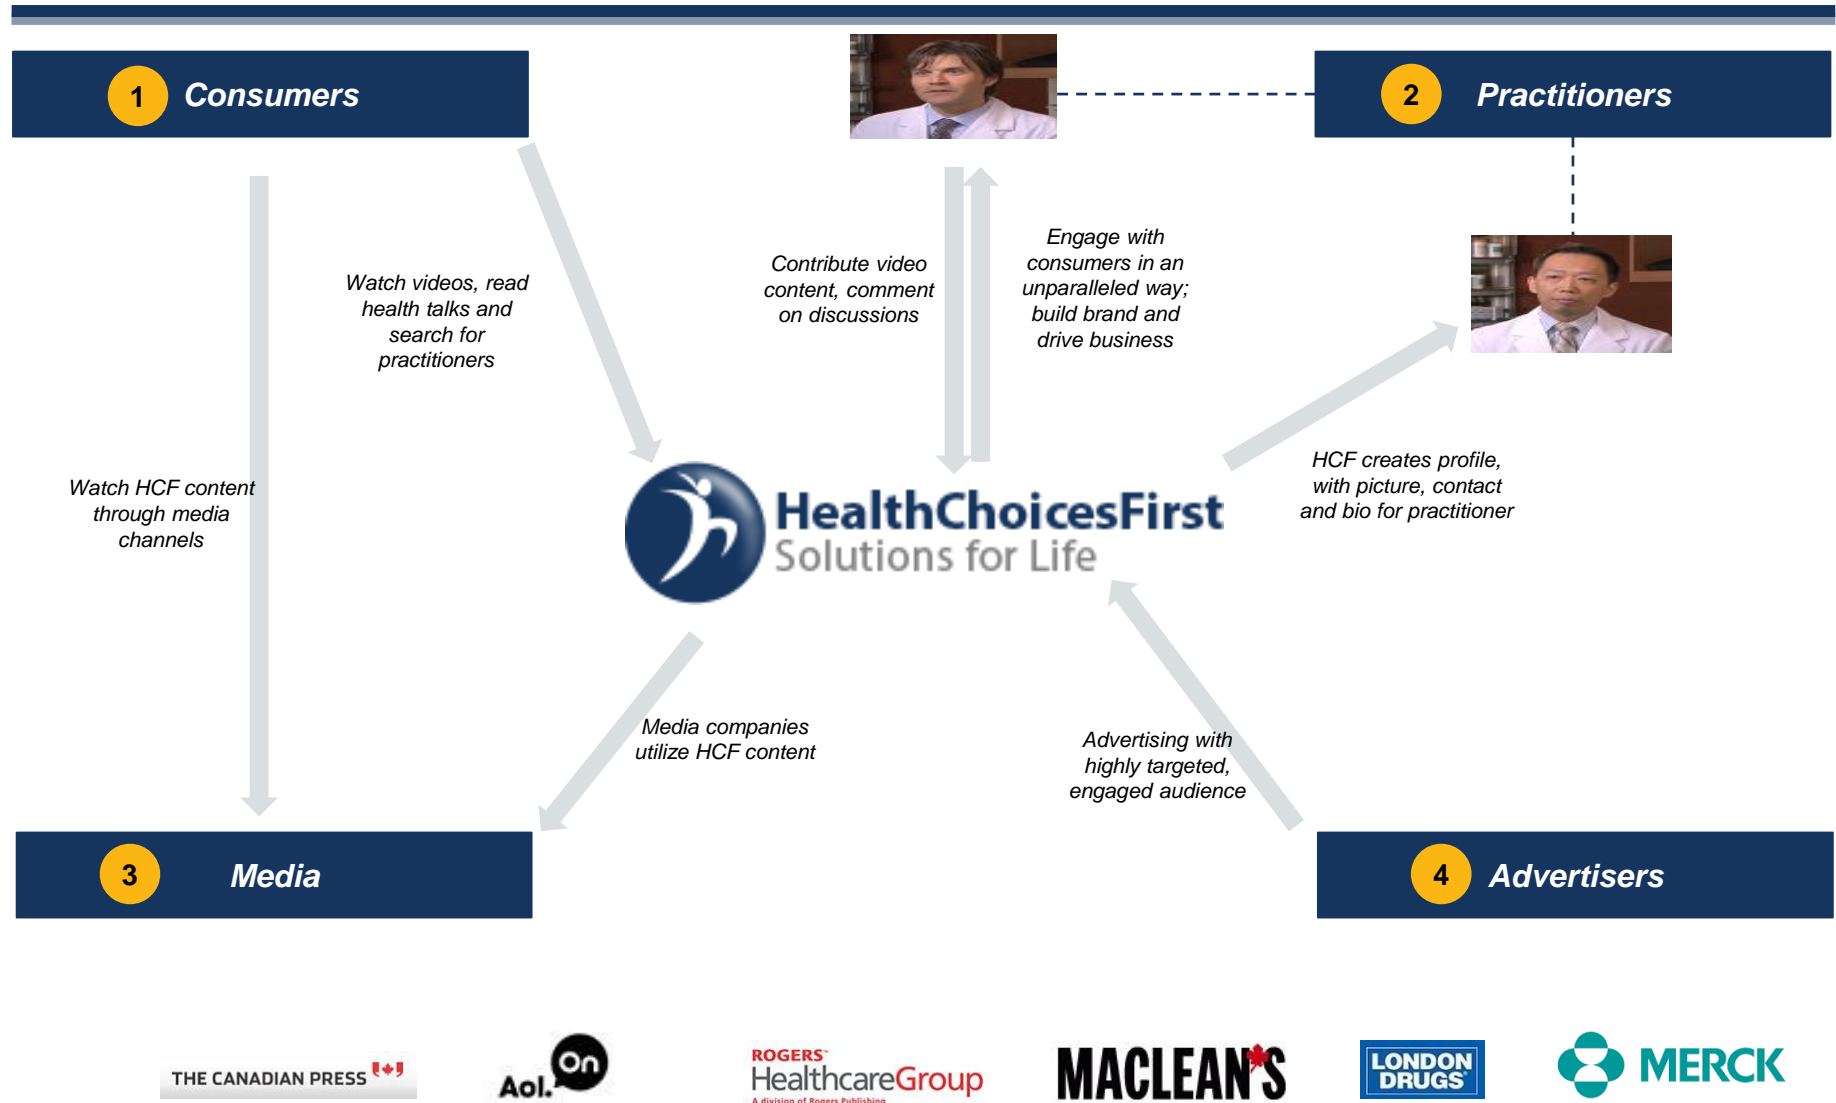 1 Consumers
2 Practitioners
Watch videos, read
health talks and
search for
practitioners
Contribute video
content, comment
on discussions
Engage with
consumers in an
unparalleled way;
build brand and
drive business
Watch HCF content
through media
channels
HealthChoicesFirst
Solutions for Life
HCF creates profile,
with picture, contact
and bio for practitioner
Media companies
utilize HCF content
Advertising with
highly targeted,
engaged audience
3 Media
4 Advertisers
THE CANADIAN PRESS
Aol. On
ROGERS™
HealthcareGroup
A division of Rogers Publishing
MACLEAN'S
LONDON
DRUGS
MERCK